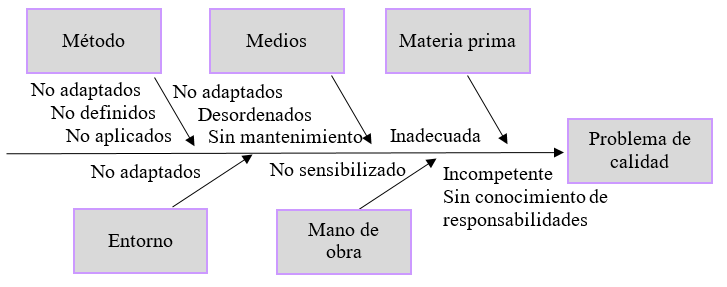 Método
Medios
Materia prima
No adaptados
No definidos
No aplicados
No adaptados
Desordenados
Sin mantenimiento
Inadecuada
Problema de
calidad
No adaptados
No sensibilizado
Incompetente
Sin conocimiento de
responsabilidades
Entorno
Mano de
obra